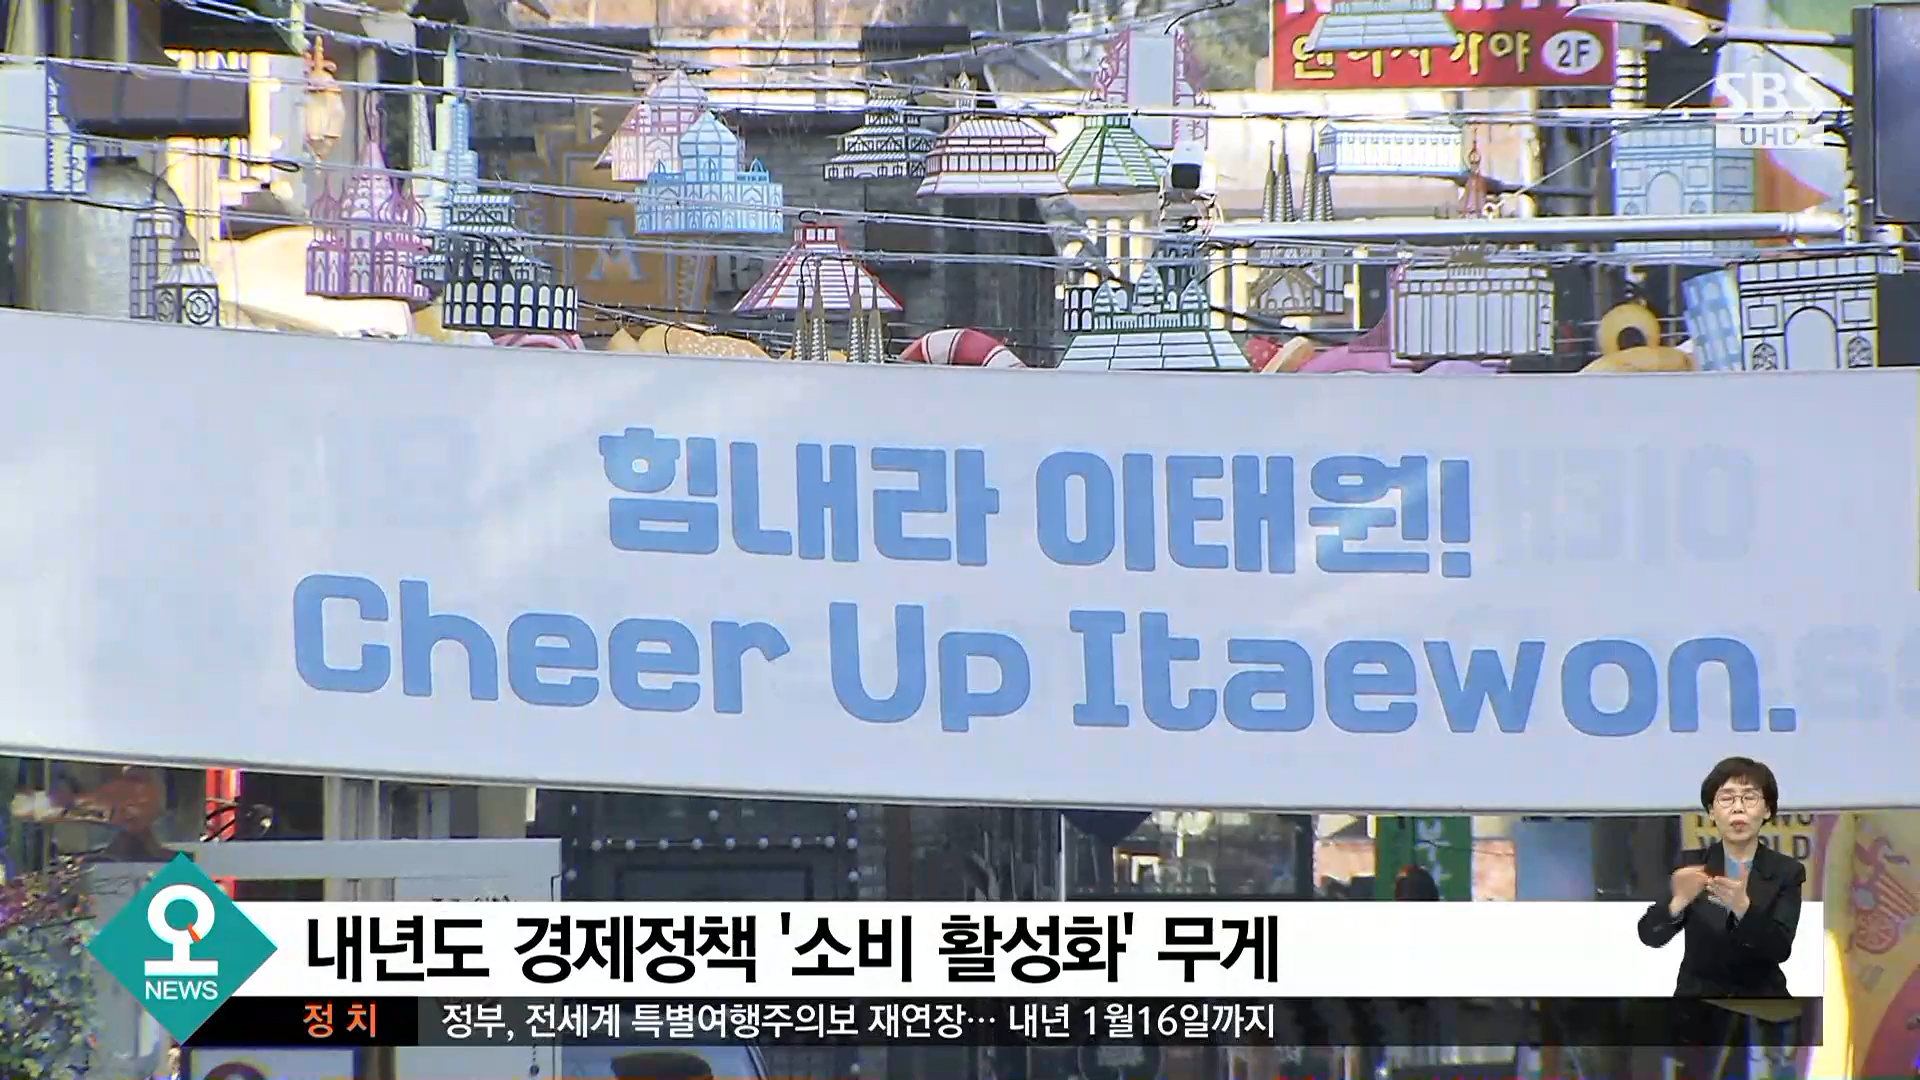 2F
SBS
UHD
힘내라 이태원!
Cheer Up Itaewon.
오
NEWS
내년도 경제정책 '소비 활성화' 무게
정치
정부, 전세계 특별여행주의보 재연장… 내년 1월16일까지